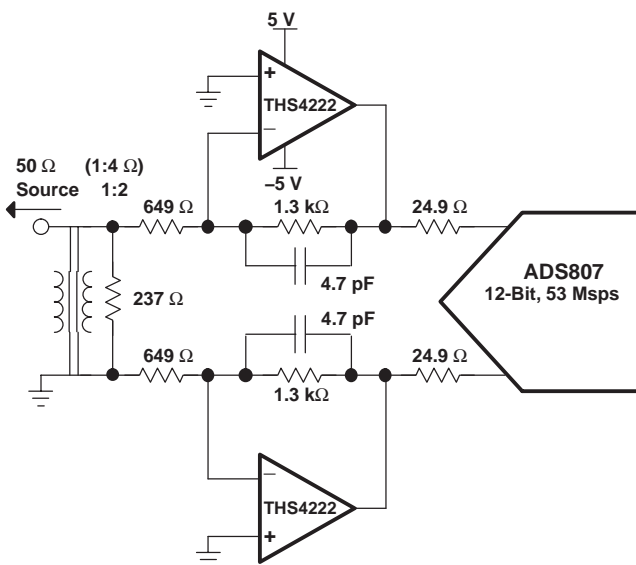 5 V
+
THS4222
−
−5 V
50 Ω
Source
(1:4 Ω)
1:2
649 Ω
1.3 kΩ
24.9 Ω
4.7 pF
237 Ω
ADS807
12-Bit, 53 Msps
4.7 pF
649 Ω
1.3 kΩ
24.9 Ω
−
THS4222
+